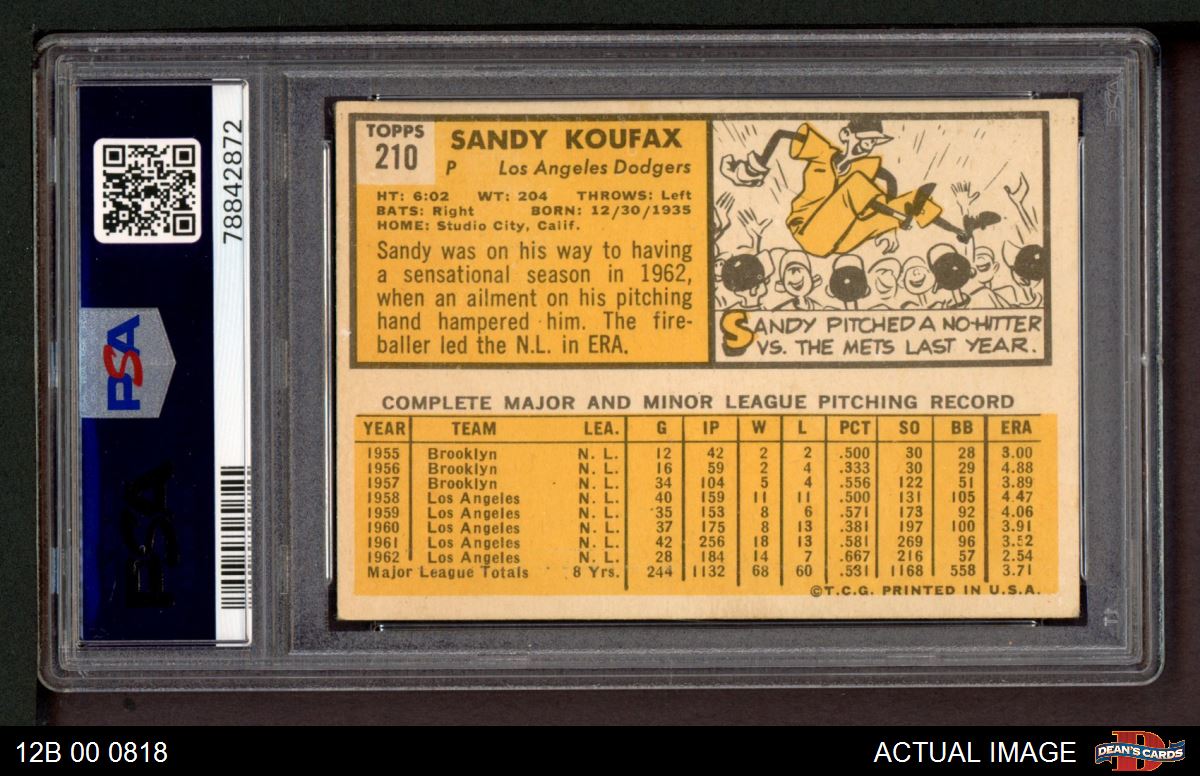 78842872
PSA
PSA
TOPPS
210
SANDY KOUFAX
P Los Angeles Dodgers
HT: 6:02 WT: 204 THROWS: Left
BATS: Right BORN: 12/30/1935
HOME: Studio City, Calif.
Sandy was on his way to having
a sensational season in 1962,
when an ailment on his pitching
hand hampered him. The fire-
baller led the N.L. in ERA.
SANDY PITCHED A NO-HITTER
VS. THE METS LAST YEAR.
COMPLETE MAJOR AND MINOR LEAGUE PITCHING RECORD
YEAR TEAM LEA. G IP W L PCT SO BB ERA
1955 Brooklyn N. L. 12 42 2 2 .500 30 28 3.00
1956 Brooklyn N. L. 16 59 2 4 .333 30 29 4.88
1957 Brooklyn N. L. 34 104 5 4 .556 122 51 3.89
1958 Los Angeles N. L. 40 159 11 11 .500 131 105 4.47
1959 Los Angeles N. L. 35 153 8 6 .571 173 92 4.06
1960 Los Angeles N. L. 37 175 8 13 .381 197 100 3.91
1961 Los Angeles N. L. 42 256 18 13 .581 269 96 3.52
1962 Los Angeles N. L. 28 184 14 7 .667 216 57 2.54
Major League Totals 8 Yrs. 244 1132 68 60 .531 1168 558 3.71
©T.C.G. PRINTED IN U.S.A.
12B 00 0818
ACTUAL IMAGE
DEAN'S CARDS